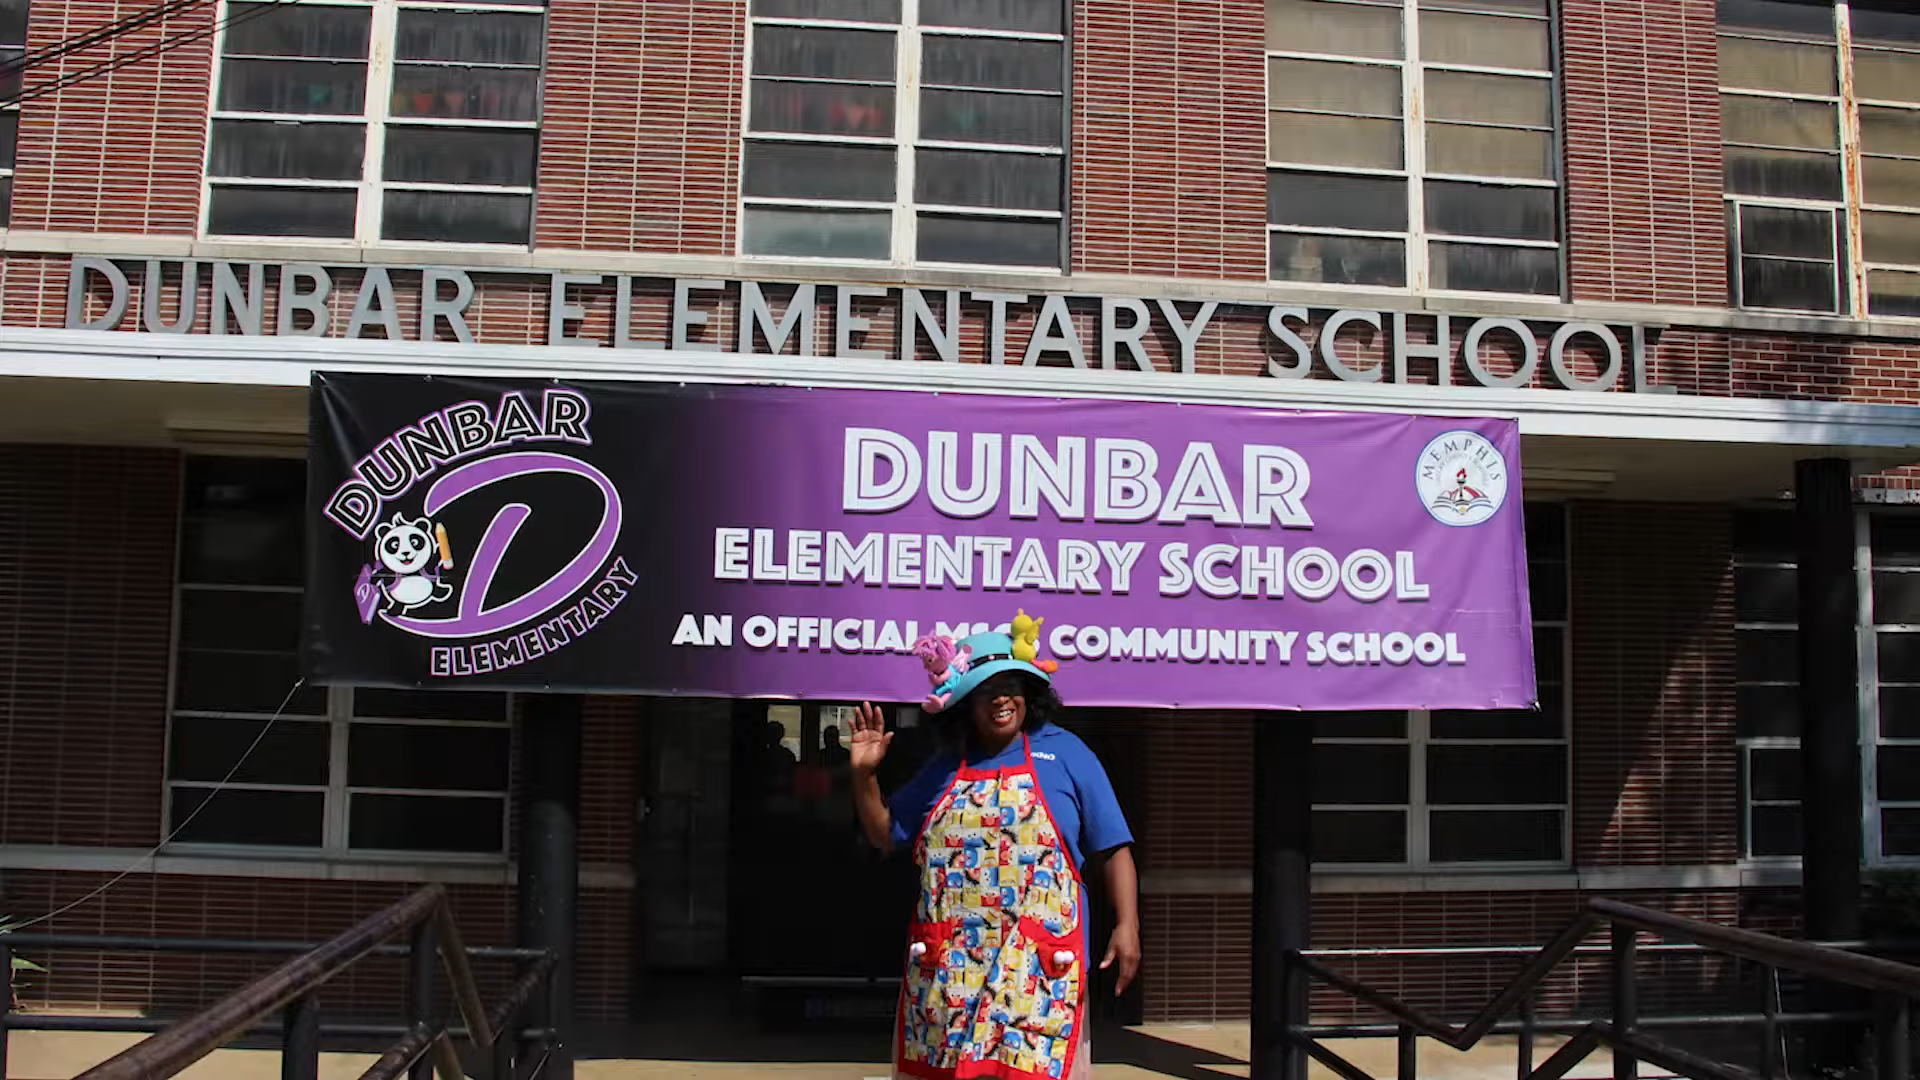 DUNBAR ELEMENTARY SCHOOL
DUNBAR
D
ELEMENTARY
DUNBAR
ELEMENTARY SCHOOL
AN OFFICIAL COMMUNITY SCHOOL
MEMPHIS